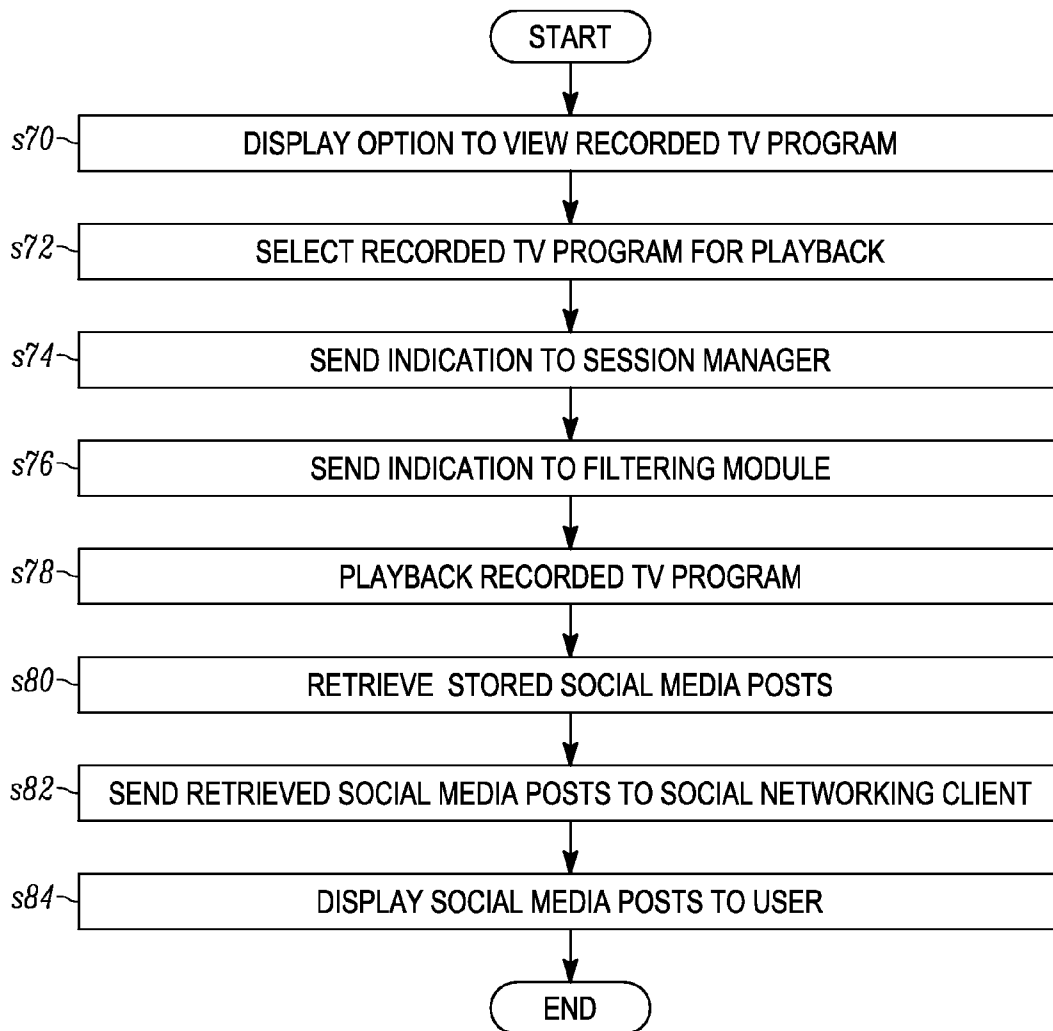 START
s70 DISPLAY OPTION TO VIEW RECORDED TV PROGRAM
s72 SELECT RECORDED TV PROGRAM FOR PLAYBACK
s74 SEND INDICATION TO SESSION MANAGER
s76 SEND INDICATION TO FILTERING MODULE
s78 PLAYBACK RECORDED TV PROGRAM
s80 RETRIEVE STORED SOCIAL MEDIA POSTS
s82 SEND RETRIEVED SOCIAL MEDIA POSTS TO SOCIAL NETWORKING CLIENT
s84 DISPLAY SOCIAL MEDIA POSTS TO USER
END